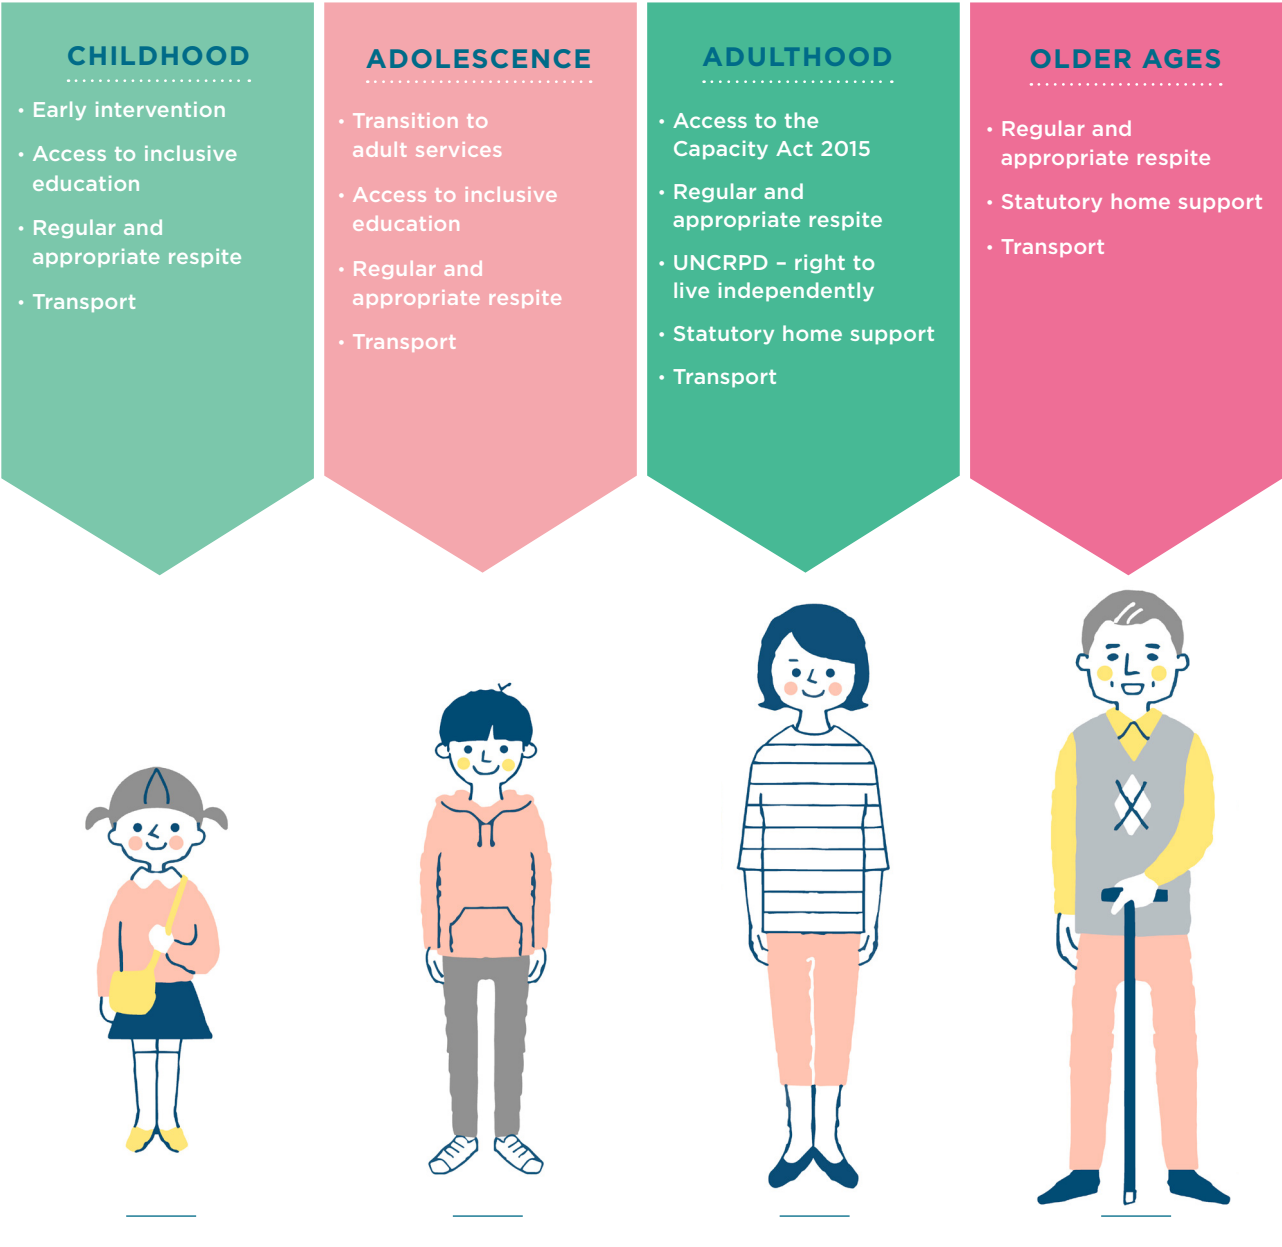 CHILDHOOD
• Early intervention
• Access to inclusive
education
• Regular and
appropriate respite
• Transport
ADOLESCENCE
• Transition to
adult services
• Access to inclusive
education
• Regular and
appropriate respite
• Transport
ADULTHOOD
• Access to the
Capacity Act 2015
• Regular and
appropriate respite
• UNCRPD – right to
live independently
• Statutory home support
• Transport
OLDER AGES
• Regular and
appropriate respite
• Statutory home support
• Transport